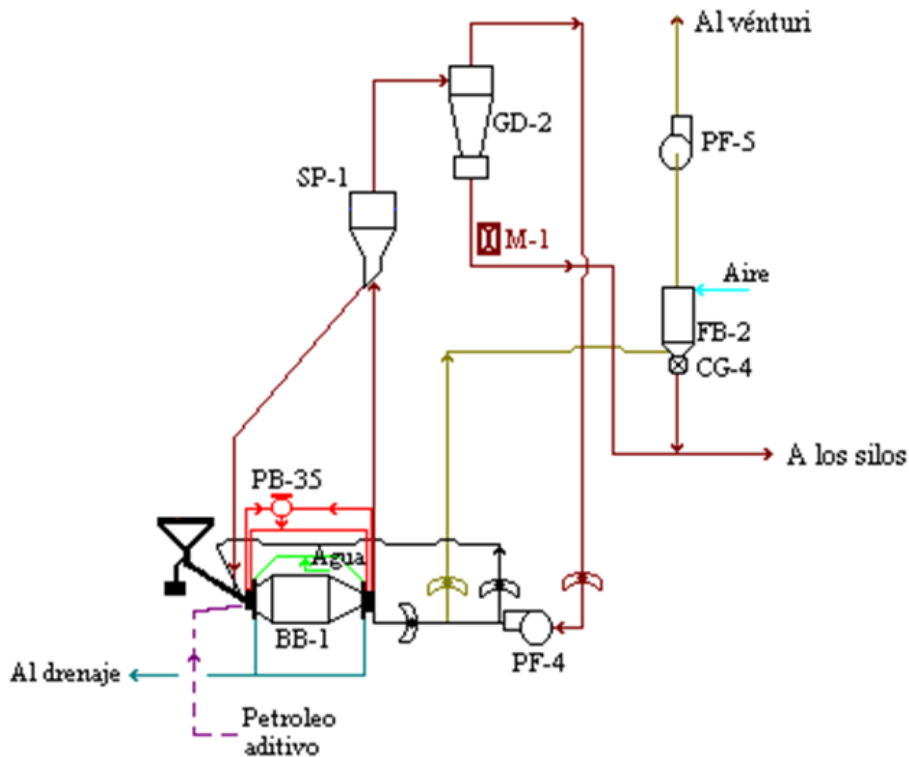 Al vénturi
GD-2
PF-5
SP-1
M-1
Aire
FB-2
CG-4
A los silos
PB-35
Agua
BB-1
PF-4
Al drenaje
Petroleo
aditivo